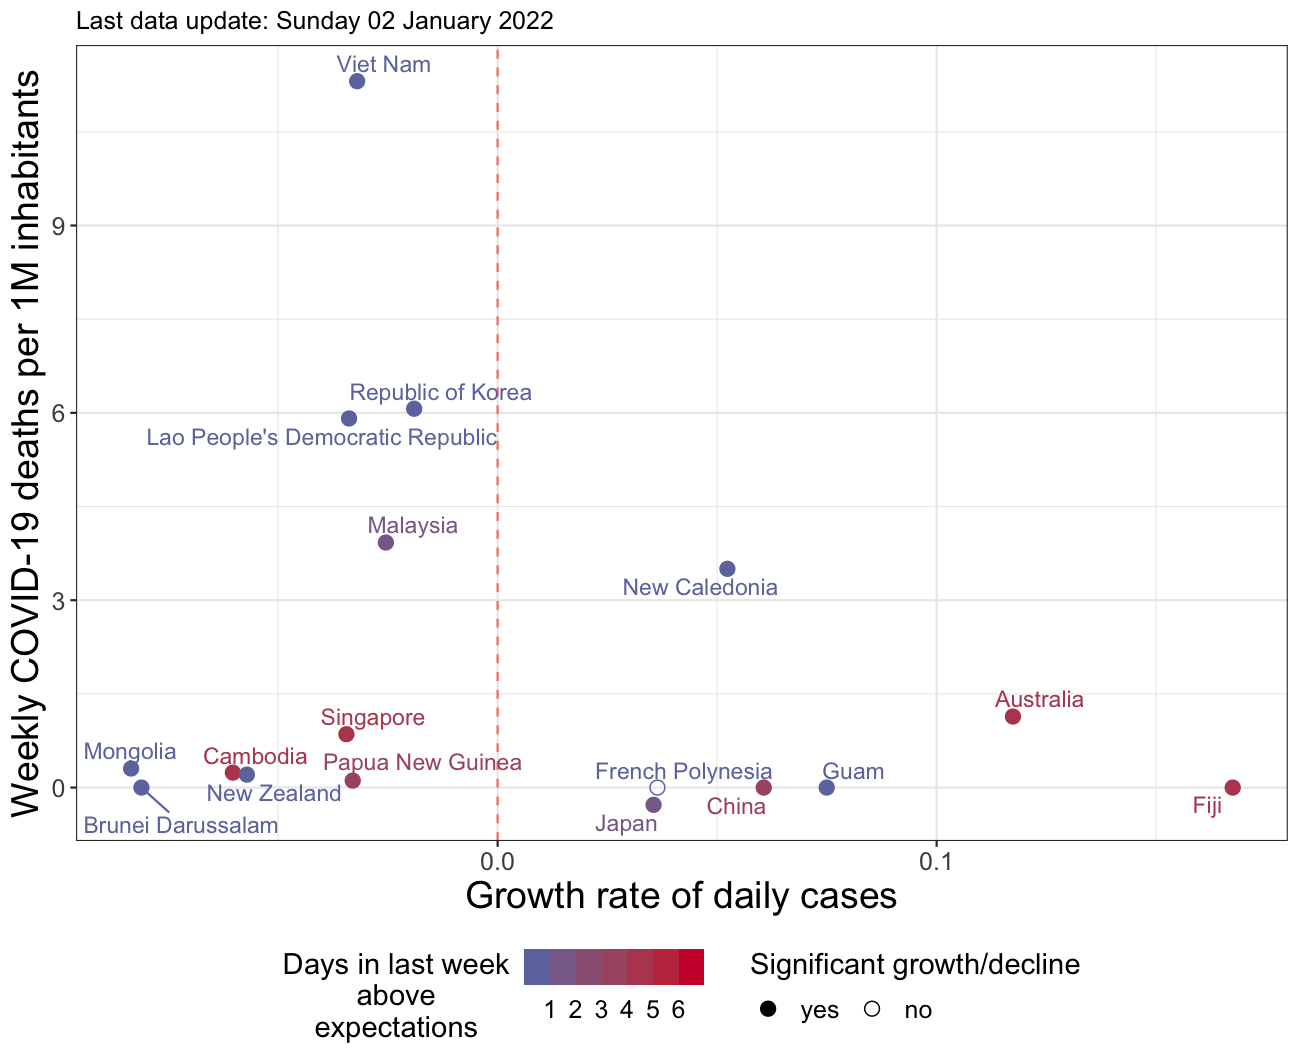 Last data update: Sunday 02 January 2022
Weekly COVID-19 deaths per 1M inhabitants
Viet Nam
9
Republic of Korea
6
Lao People's Democratic Republic
Malaysia
New Caledonia
3
Australia
Singapore
Mongolia
Cambodia
Papua New Guinea
French Polynesia
Guam
0
New Zealand
China
Fiji
Brunei Darussalam
Japan
0.0 0.1
Growth rate of daily cases
Days in last week
above
expectations
1 2 3 4 5 6
Significant growth/decline
yes no